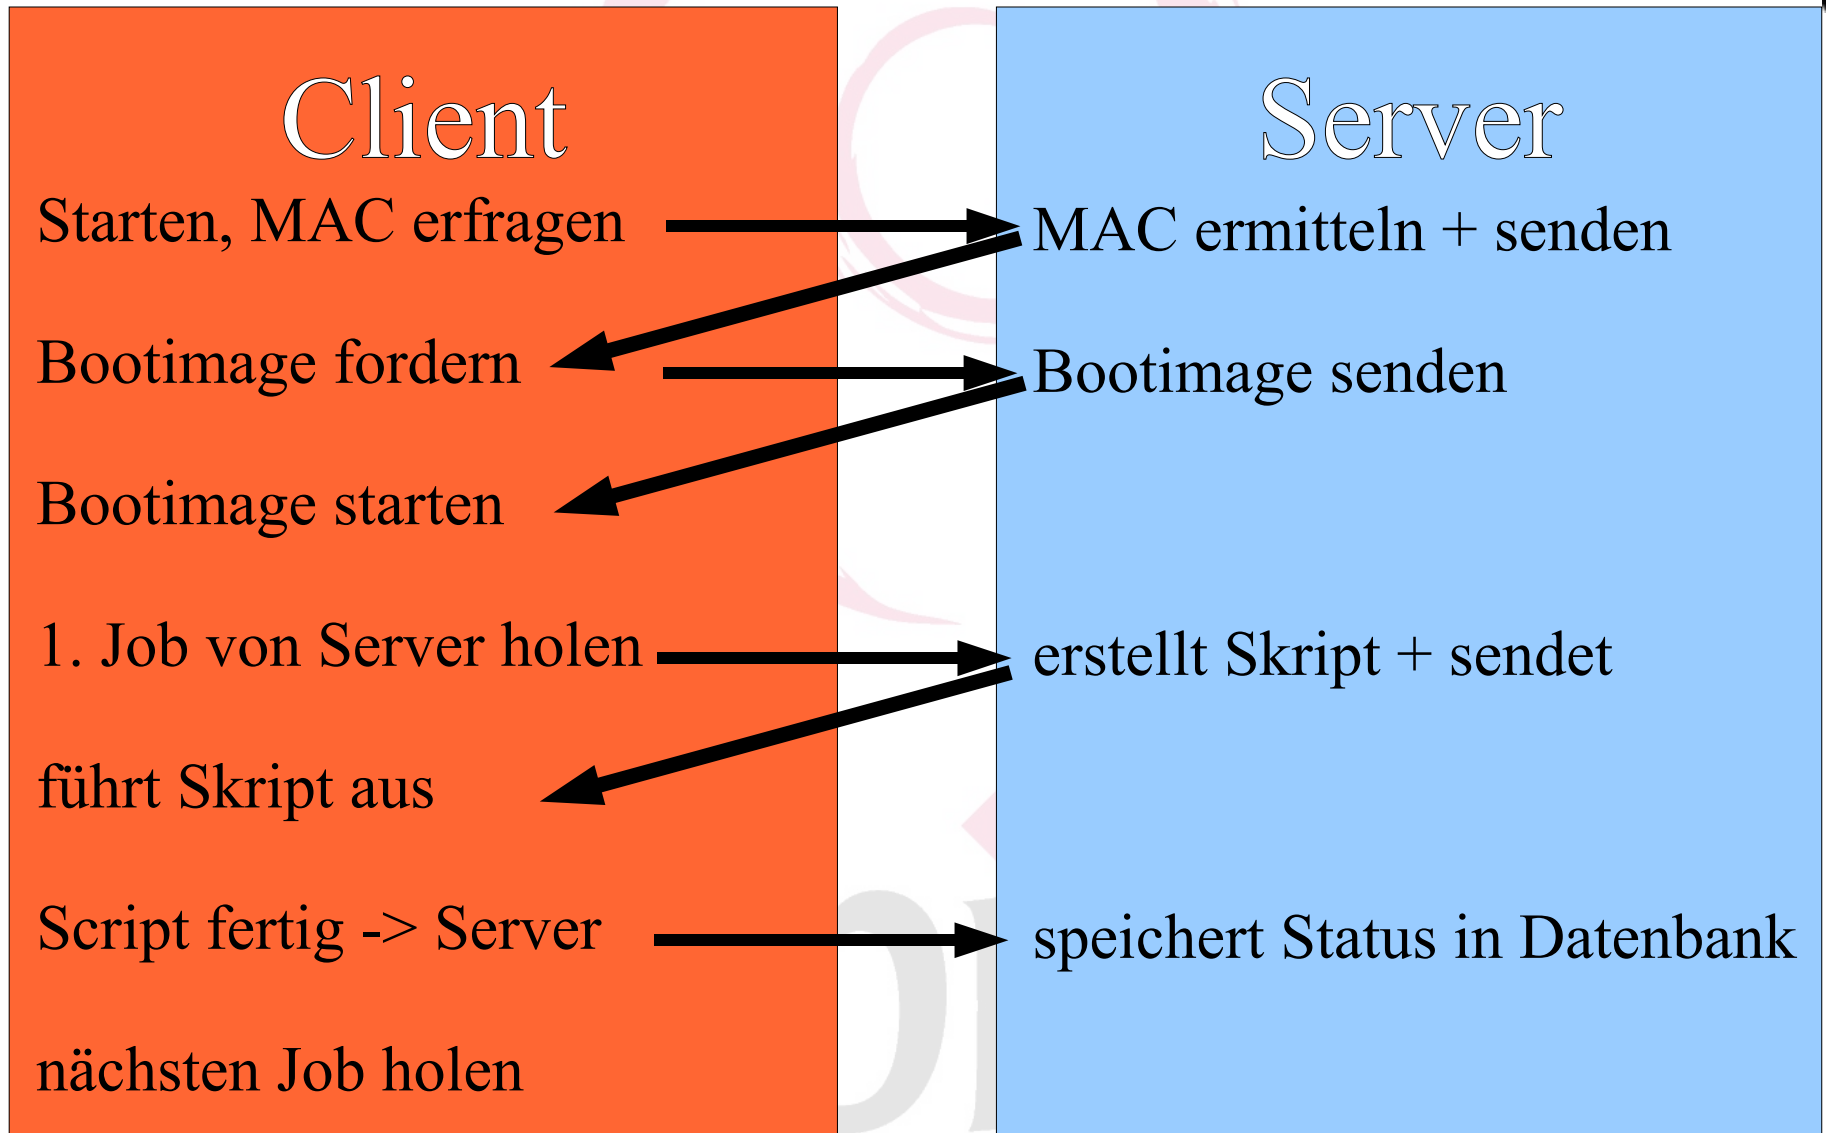 Client
Starten, MAC erfragen
Bootimage fordern
Bootimage starten
1. Job von Server holen
führt Skript aus
Script fertig -> Server
nächsten Job holen
Server
MAC ermitteln + senden
Bootimage senden
erstellt Skript + sendet
speichert Status in Datenbank